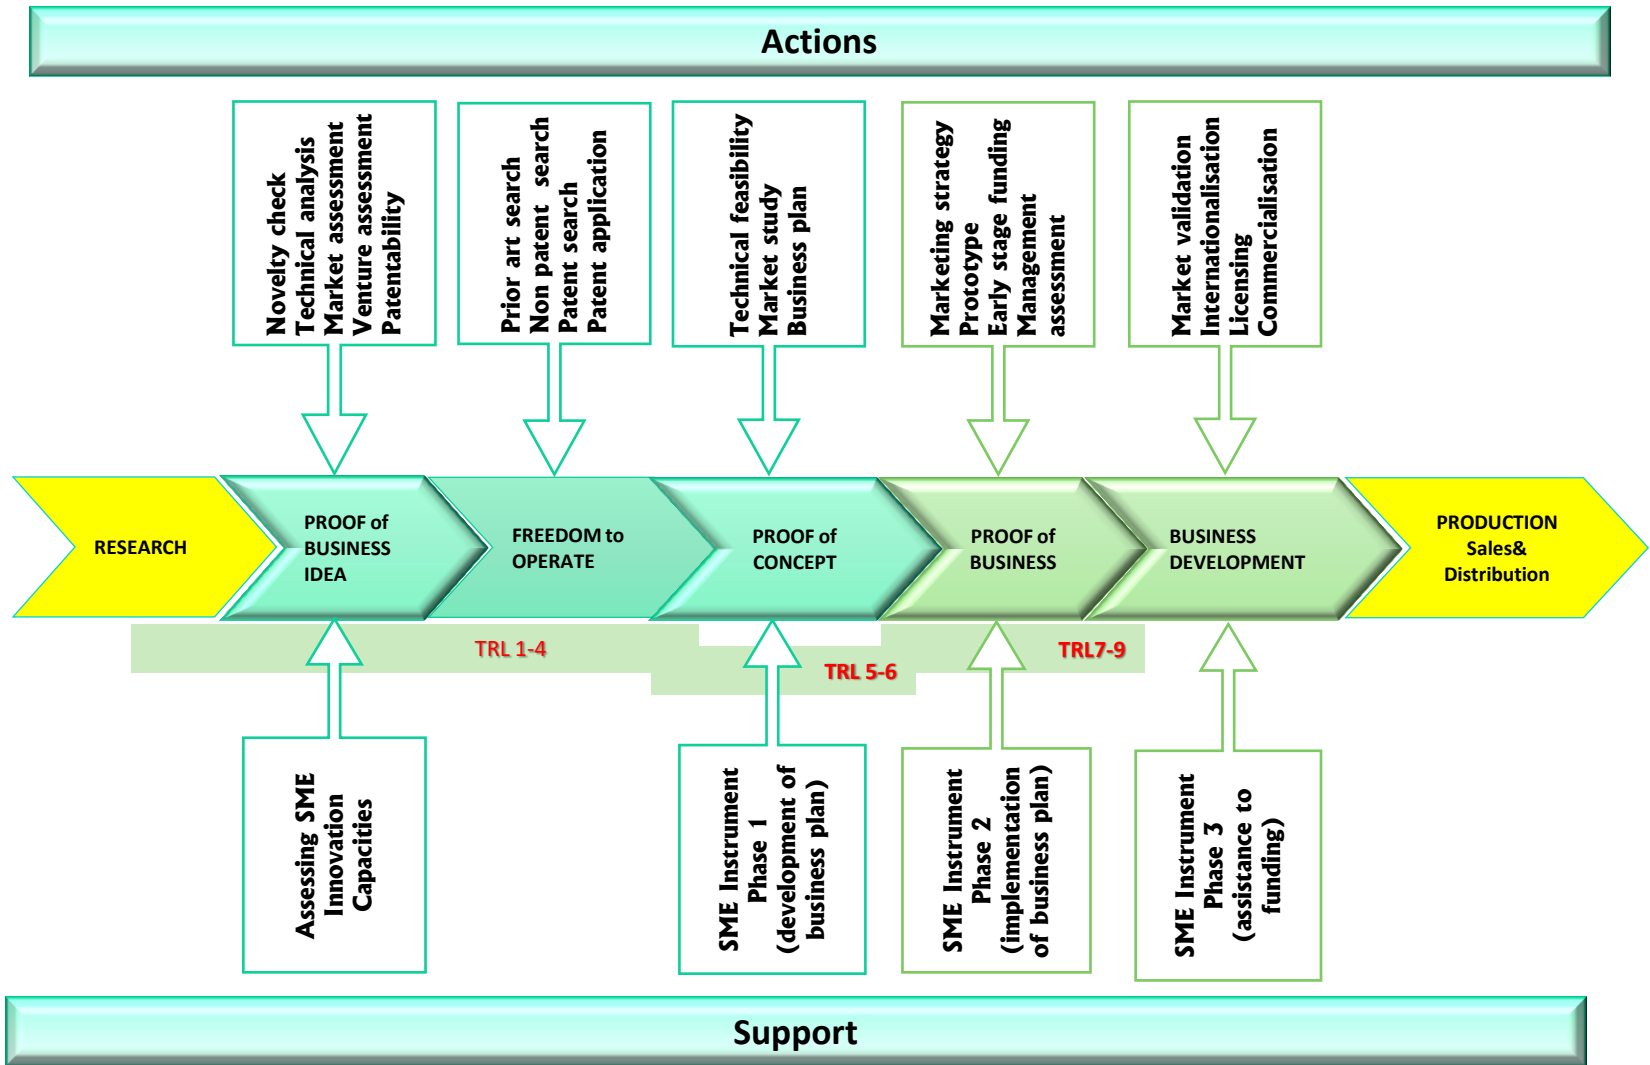 Actions
Novelty check
Technical analysis
Market assessment
Venture assessment
Patentability
Prior art search
Non patent search
Patent search
Patent application
Technical feasibility
Market study
Business plan
Marketing strategy
Prototype
Early stage funding
Management
assessment
Market validation
Internationalisation
Licensing
Commercialisation
RESEARCH
PROOF of
BUSINESS
IDEA
FREEDOM to
OPERATE
PROOF of
CONCEPT
PROOF of
BUSINESS
BUSINESS
DEVELOPMENT
PRODUCTION
Sales&
Distribution
TRL 1-4
TRL 5-6
TRL7-9
Assessing SME
Innovation
Capacities
SME Instrument
Phase 1
(development of
business plan)
SME Instrument
Phase 2
(implementation
of business plan)
SME Instrument
Phase 3
(assistance to
funding)
Support